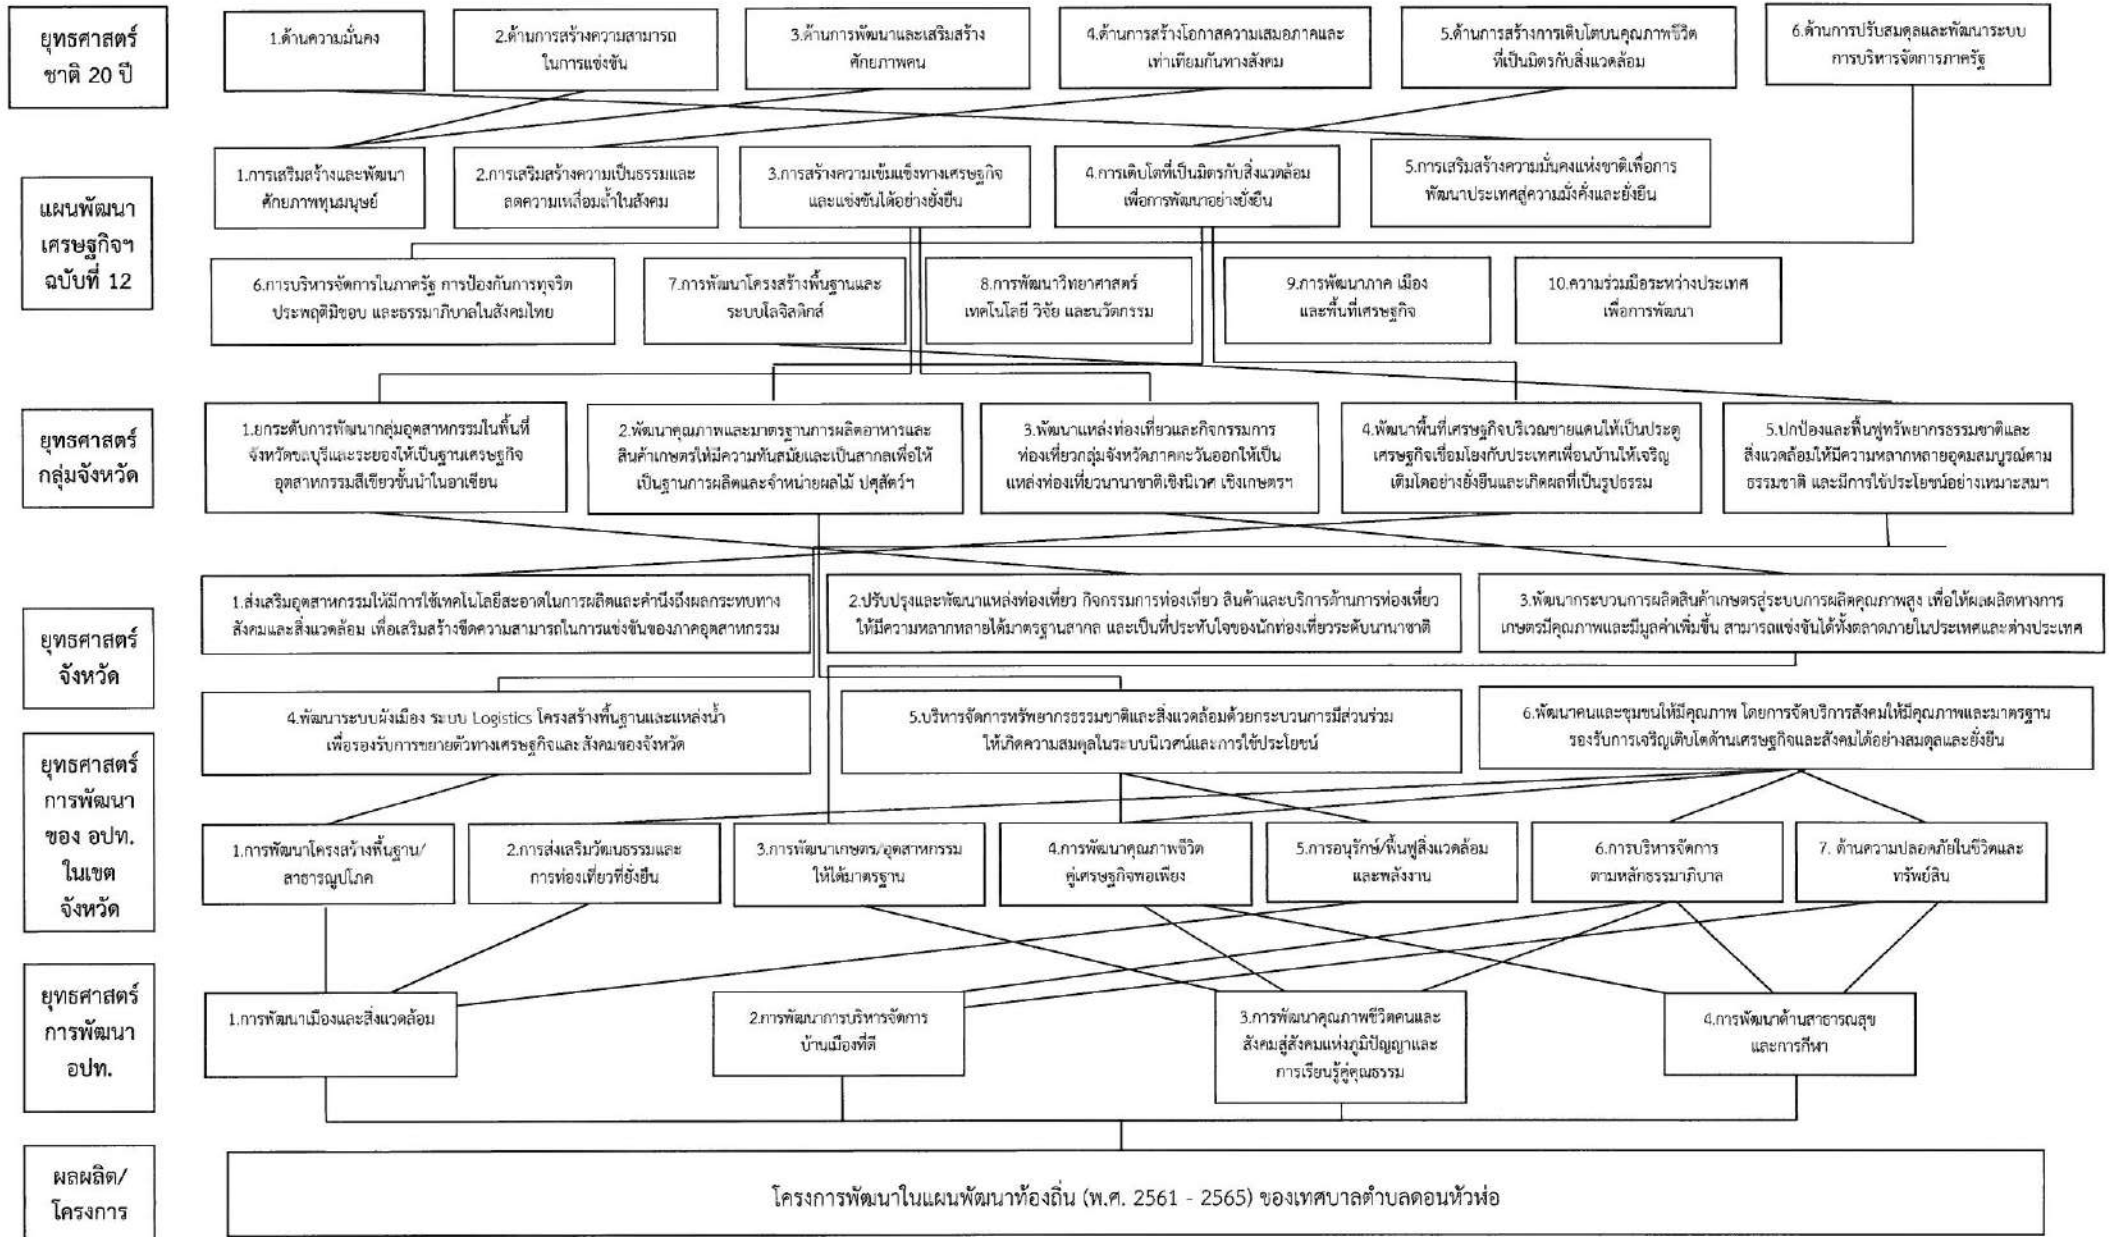 ยุทธศาสตร์
ชาติ 20 ปี
1.ด้านความมั่นคง
2.ด้านการสร้างความสามารถ
ในการแข่งขัน
3.ด้านการพัฒนาและเสริมสร้าง
ศักยภาพคน
4.ด้านการสร้างโอกาสความเสมอภาคและ
เท่าเทียมกันทางสังคม
5.ด้านการสร้างการเติบโตบนคุณภาพชีวิต
ที่เป็นมิตรกับสิ่งแวดล้อม
6.ด้านการปรับสมดุลและพัฒนาระบบ
การบริหารจัดการภาครัฐ
แผนพัฒนา
เศรษฐกิจฯ
ฉบับที่ 12
1.การเสริมสร้างและพัฒนา
ศักยภาพทุนมนุษย์
2.การเสริมสร้างความเป็นธรรมและ
ลดความเหลื่อมล้ำในสังคม
3.การสร้างความเข้มแข็งทางเศรษฐกิจ
และแข่งขันได้อย่างยั่งยืน
4.การเติบโตที่เป็นมิตรกับสิ่งแวดล้อม
เพื่อการพัฒนาอย่างยั่งยืน
5.การเสริมสร้างความมั่นคงแห่งชาติเพื่อการ
พัฒนาประเทศสู่ความมั่งคั่งและยั่งยืน
6.การบริหารจัดการในภาครัฐ การป้องกันการทุจริต
ประพฤติมิชอบ และธรรมาภิบาลในสังคมไทย
7.การพัฒนาโครงสร้างพื้นฐานและ
ระบบโลจิสติกส์
8.การพัฒนาวิทยาศาสตร์
เทคโนโลยี วิจัย และนวัตกรรม
9.การพัฒนาภาค เมือง
และพื้นที่เศรษฐกิจ
10.ความร่วมมือระหว่างประเทศ
เพื่อการพัฒนา
ยุทธศาสตร์
กลุ่มจังหวัด
1.ยกระดับการพัฒนากลุ่มอุตสาหกรรมในพื้นที่
จังหวัดชลบุรีและระยองให้เป็นฐานเศรษฐกิจ
อุตสาหกรรมสีเขียวชั้นนำในอาเซียน
2.พัฒนาคุณภาพและมาตรฐานการผลิตอาหารและ
สินค้าเกษตรให้มีความทันสมัยและเป็นสากลเพื่อให้
เป็นฐานการผลิตและจำหน่ายผลไม้ ปศุสัตว์ฯ
3.พัฒนาแหล่งท่องเที่ยวและกิจกรรมการ
ท่องเที่ยวกลุ่มจังหวัดภาคตะวันออกให้เป็น
แหล่งท่องเที่ยวนานาชาติเชิงนิเวศ เชิงเกษตรฯ
4.พัฒนาพื้นที่เศรษฐกิจบริเวณชายแดนให้เป็นประตู
เศรษฐกิจเชื่อมโยงกับประเทศเพื่อนบ้านให้เจริญ
เติบโตอย่างยั่งยืนและเกิดผลที่เป็นรูปธรรม
5.ปกป้องและฟื้นฟูทรัพยากรธรรมชาติและ
สิ่งแวดล้อมให้มีความหลากหลายอุดมสมบูรณ์ตาม
ธรรมชาติ และมีการใช้ประโยชน์อย่างเหมาะสมฯ
ยุทธศาสตร์
จังหวัด
1.ส่งเสริมอุตสาหกรรมให้มีการใช้เทคโนโลยีสะอาดในการผลิตและคำนึงถึงผลกระทบทาง
สังคมและสิ่งแวดล้อม เพื่อเสริมสร้างขีดความสามารถในการแข่งขันของภาคอุตสาหกรรม
2.ปรับปรุงและพัฒนาแหล่งท่องเที่ยว กิจกรรมการท่องเที่ยว สินค้าและบริการด้านการท่องเที่ยว
ให้มีความหลากหลายได้มาตรฐานสากล และเป็นที่ประทับใจของนักท่องเที่ยวระดับนานาชาติ
3.พัฒนากระบวนการผลิตสินค้าเกษตรสู่ระบบการผลิตคุณภาพสูง เพื่อให้ผลผลิตทางการ
เกษตรมีคุณภาพและมีมูลค่าเพิ่มขึ้น สามารถแข่งขันได้ทั้งตลาดภายในประเทศและต่างประเทศ
4.พัฒนาระบบผังเมือง ระบบ Logistics โครงสร้างพื้นฐานและแหล่งน้ำ
เพื่อรองรับการขยายตัวทางเศรษฐกิจและสังคมของจังหวัด
5.บริหารจัดการทรัพยากรธรรมชาติและสิ่งแวดล้อมด้วยกระบวนการมีส่วนร่วม
ให้เกิดความสมดุลในระบบนิเวศน์และการใช้ประโยชน์
6.พัฒนาคนและชุมชนให้มีคุณภาพ โดยการจัดบริการสังคมให้มีคุณภาพและมาตรฐาน
รองรับการเจริญเติบโตด้านเศรษฐกิจและสังคมได้อย่างสมดุลและยั่งยืน
ยุทธศาสตร์
การพัฒนา
ของ อปท.
ในเขต
จังหวัด
1.การพัฒนาโครงสร้างพื้นฐาน/
สาธารณูปโภค
2.การส่งเสริมวัฒนธรรมและ
การท่องเที่ยวที่ยั่งยืน
3.การพัฒนาเกษตร/อุตสาหกรรม
ให้ได้มาตรฐาน
4.การพัฒนาคุณภาพชีวิต
คู่เศรษฐกิจพอเพียง
5.การอนุรักษ์/ฟื้นฟูสิ่งแวดล้อม
และพลังงาน
6.การบริหารจัดการ
ตามหลักธรรมาภิบาล
7. ด้านความปลอดภัยในชีวิตและ
ทรัพย์สิน
ยุทธศาสตร์
การพัฒนา
อปท.
1.การพัฒนาเมืองและสิ่งแวดล้อม
2.การพัฒนาการบริหารจัดการ
บ้านเมืองที่ดี
3.การพัฒนาคุณภาพชีวิตคนและ
สังคมสู่สังคมแห่งภูมิปัญญาและ
การเรียนรู้คู่คุณธรรม
4.การพัฒนาด้านสาธารณสุข
และการกีฬา
ผลผลิต/
โครงการ
โครงการพัฒนาในแผนพัฒนาท้องถิ่น (พ.ศ. 2561 - 2565) ของเทศบาลตำบลดอนหัวฬ่อ